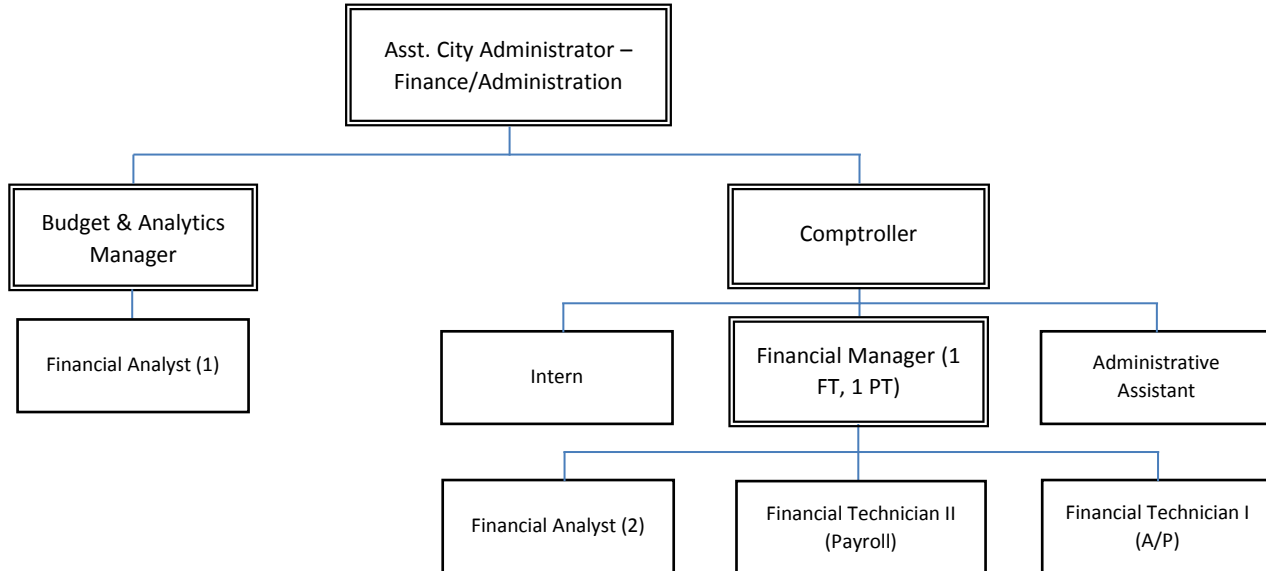 Asst. City Administrator –
Finance/Administration
Budget & Analytics
Manager
Comptroller
Financial Analyst (1)
Intern
Financial Manager (1
FT, 1 PT)
Administrative
Assistant
Financial Analyst (2)
Financial Technician II
(Payroll)
Financial Technician I
(A/P)